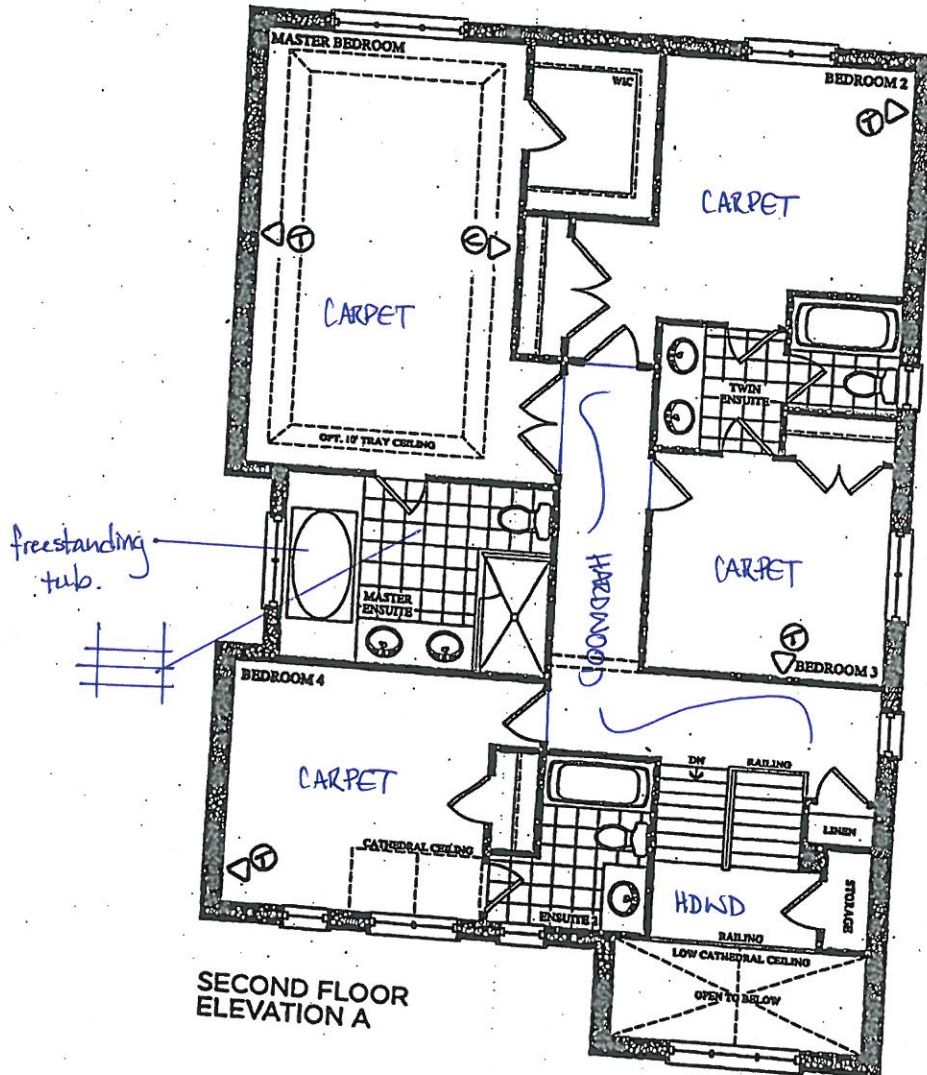 MASTER BEDROOM
WIC
BEDROOM 2
T
CARPET
T
C
CARPET
TWIN
ENSUITE
OPT. 10' TRAY CEILING
HARDWOOD
CARPET
freestanding
tub.
MASTER
ENSUITE
T
BEDROOM 3
BEDROOM 4
CARPET
DN
RAILING
LINEN
CATHEDRAL CEILING
T
ENSUITE 2
HDWD
STORAGE
RAILING
LOW CATHEDRAL CEILING
OPEN TO BELOW
SECOND FLOOR
ELEVATION A